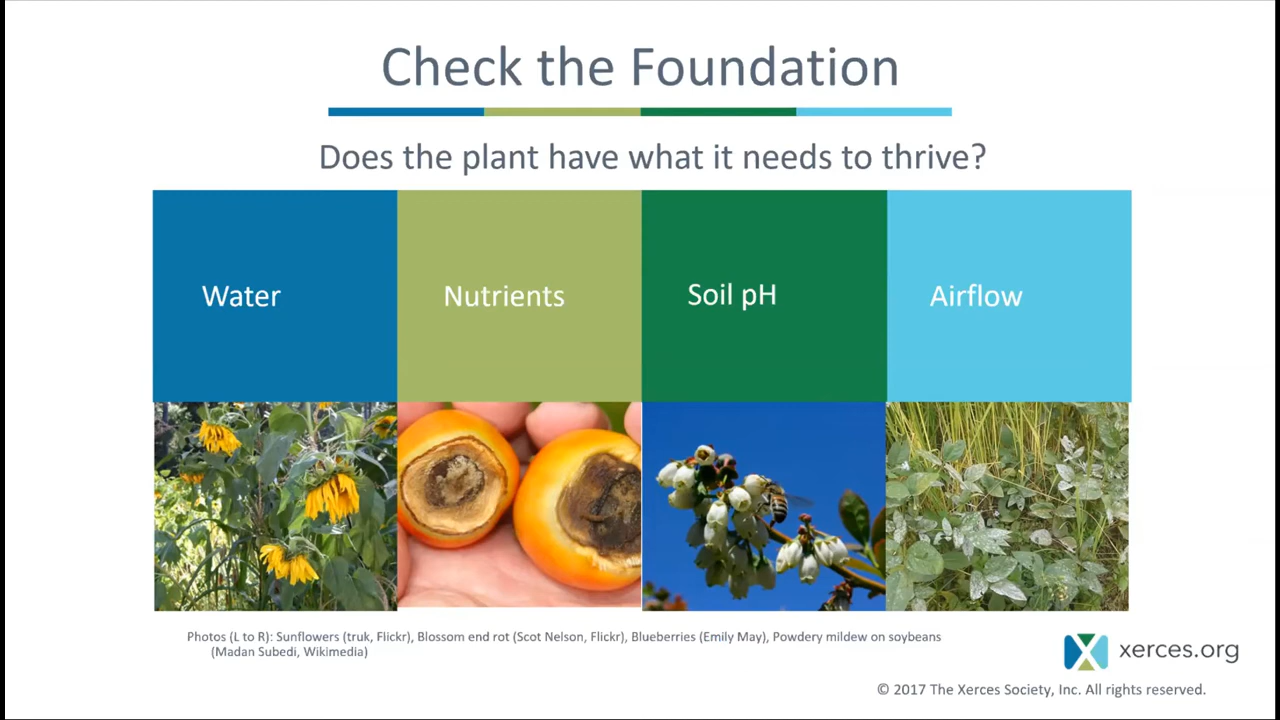 Check the Foundation
Does the plant have what it needs to thrive?
Water
Nutrients
Soil pH
Airflow
Photos (L to R): Sunflowers (truk, Flickr), Blossom end rot (Scot Nelson, Flickr), Blueberries (Emily May), Powdery mildew on soybeans
(Madan Subedi, Wikimedia)
xerces.org
© 2017 The Xerces Society, Inc. All rights reserved.